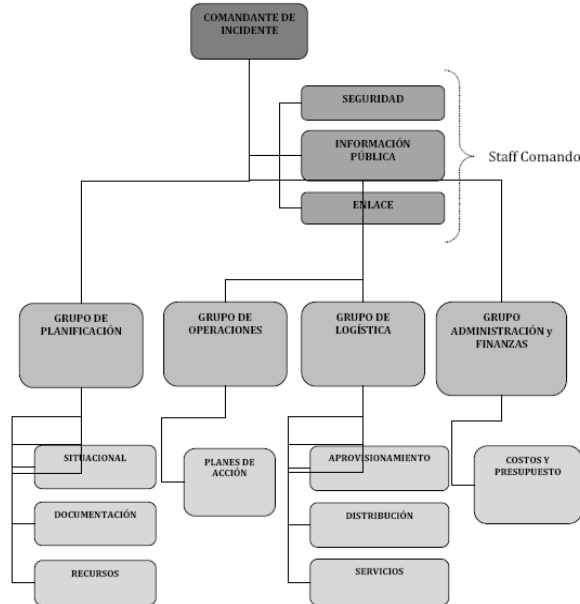 COMANDANTE DE
INCIDENTE
SEGURIDAD
INFORMACIÓN
PÚBLICA
Staff Comando
ENLACE
GRUPO DE
PLANIFICACIÓN
GRUPO DE
OPERACIONES
GRUPO DE
LOGÍSTICA
GRUPO
ADMINISTRACIÓN y
FINANZAS
SITUACIONAL
DOCUMENTACIÓN
RECURSOS
PLANES DE
ACCIÓN
APROVISIONAMIENTO
DISTRIBUCIÓN
SERVICIOS
COSTOS Y
PRESUPUESTO